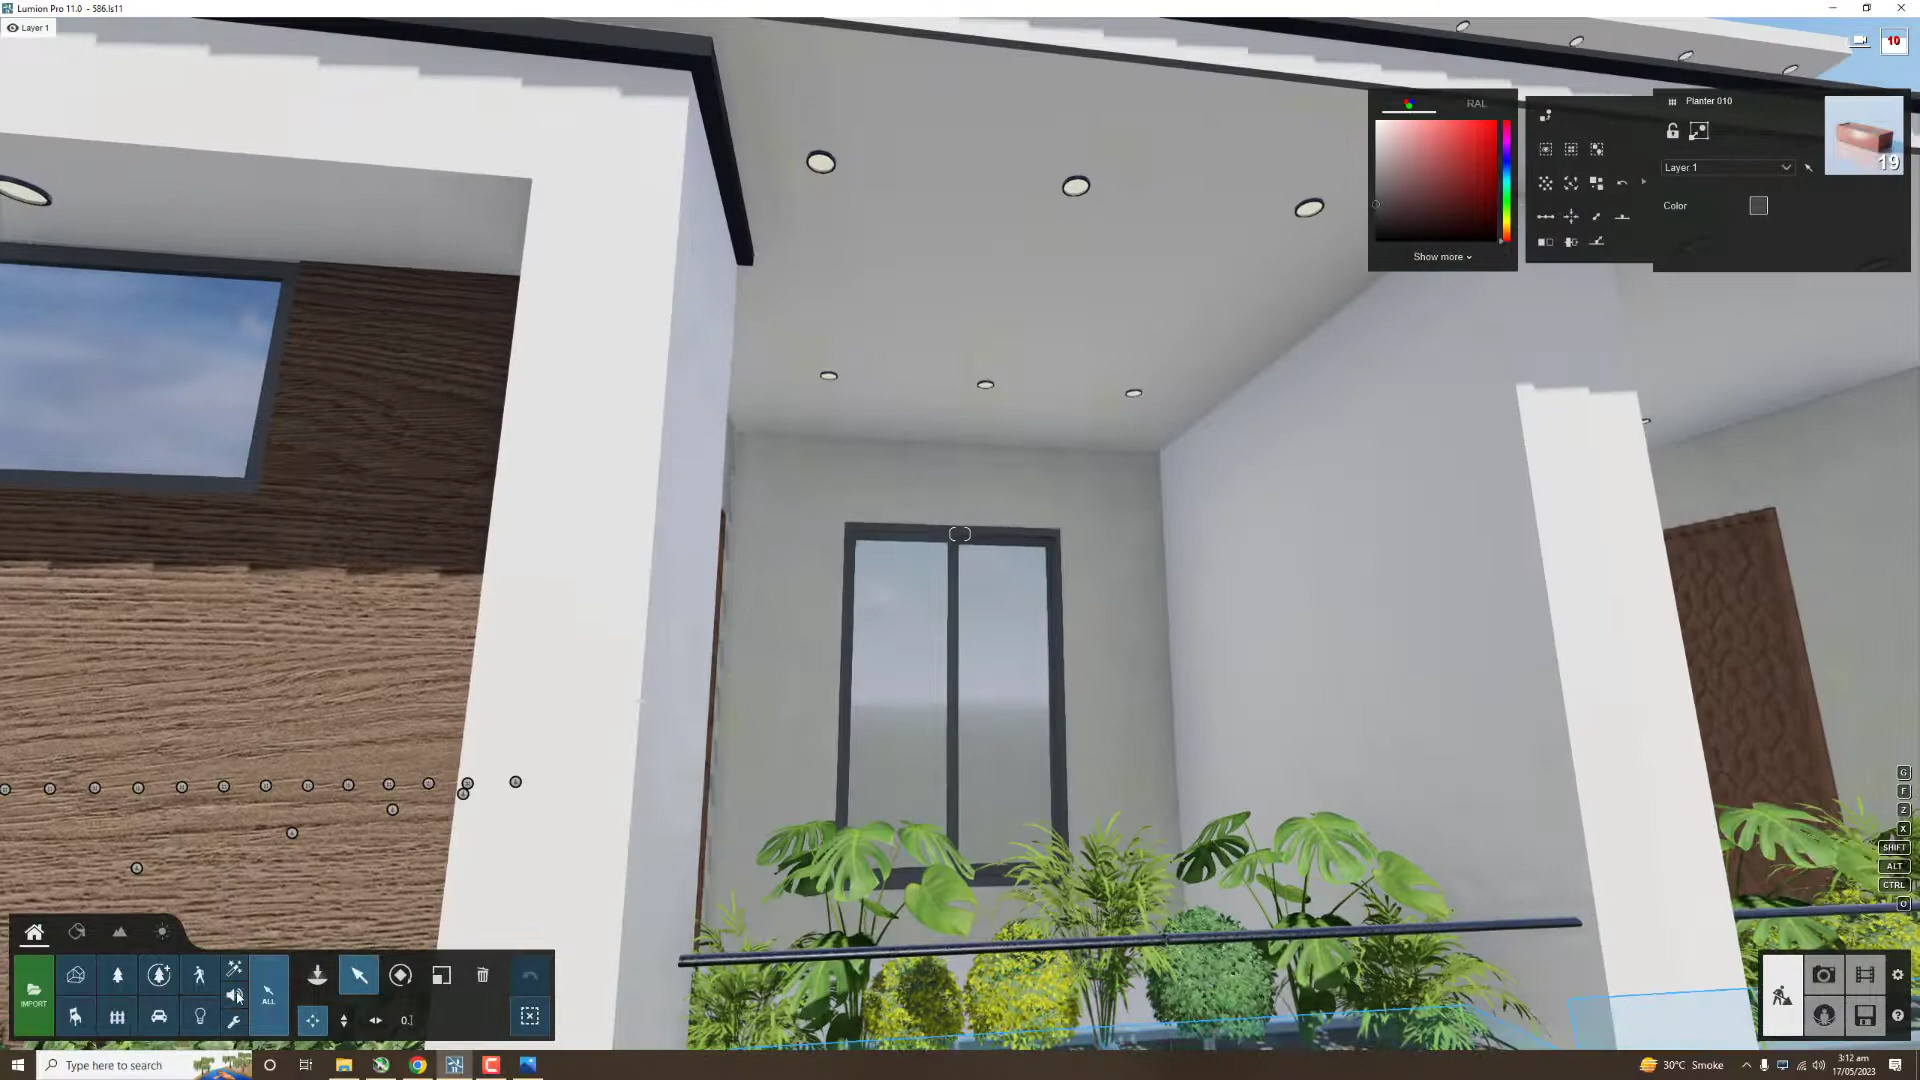 Lumion Pro 11.0 - 586.ls11
Layer 1
10
RAL
Show more
Planter 010
19
Layer 1
Color
G
F
Z
X
SHIFT
ALT
CTRL
O
IMPORT
ALL
Type here to search
30°C Smoke
3:12 am
17/05/2023